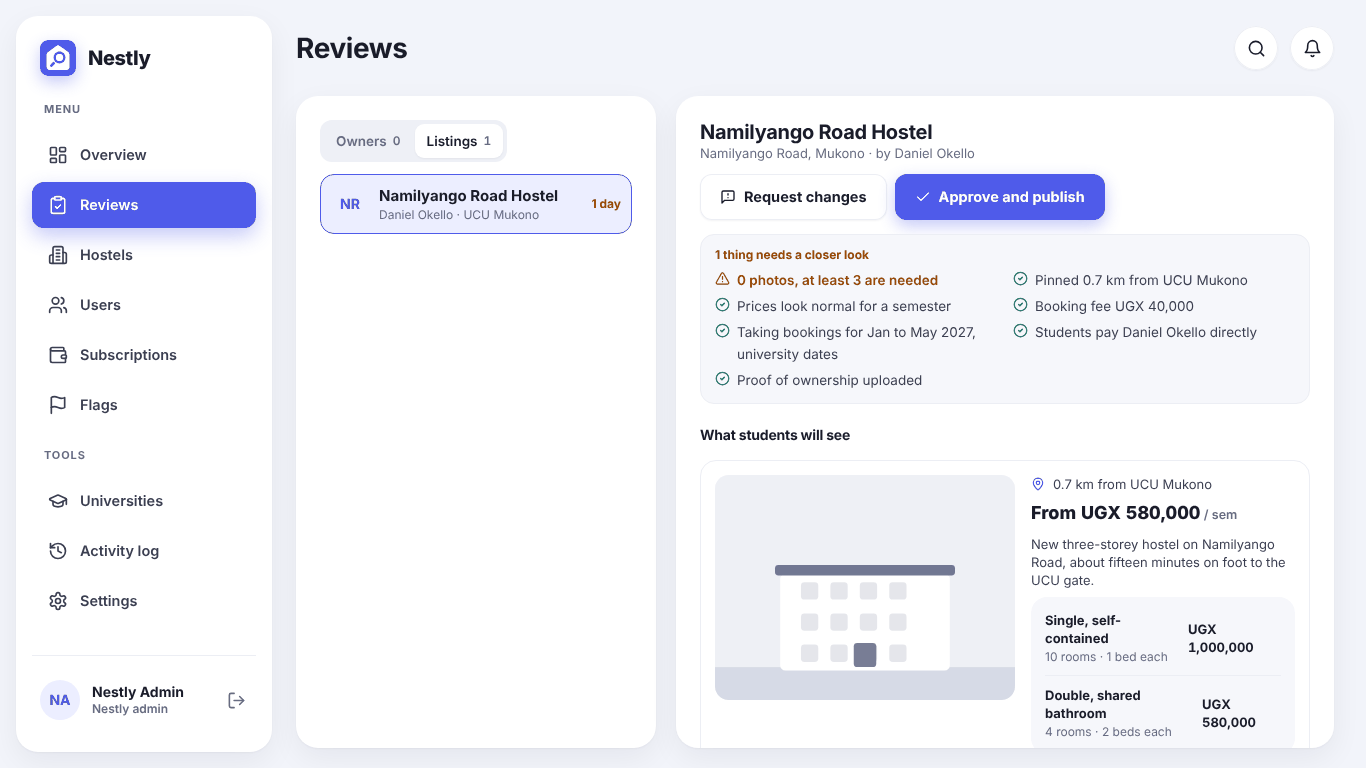 Nestly
MENU
Overview
Reviews
Hostels
Users
Subscriptions
Flags
TOOLS
Universities
Activity log
Settings
NA
Nestly Admin
Nestly admin
Reviews
Owners 0
Listings 1
NR
Namilyango Road Hostel
Daniel Okello · UCU Mukono
1 day
Namilyango Road Hostel
Namilyango Road, Mukono · by Daniel Okello
Request changes
Approve and publish
1 thing needs a closer look
0 photos, at least 3 are needed
Pinned 0.7 km from UCU Mukono
Prices look normal for a semester
Booking fee UGX 40,000
Taking bookings for Jan to May 2027,
university dates
Students pay Daniel Okello directly
Proof of ownership uploaded
What students will see
0.7 km from UCU Mukono
From UGX 580,000 / sem
New three-storey hostel on Namilyango
Road, about fifteen minutes on foot to the
UCU gate.
Single, self-
contained
10 rooms · 1 bed each
UGX
1,000,000
Double, shared
bathroom
4 rooms · 2 beds each
UGX
580,000